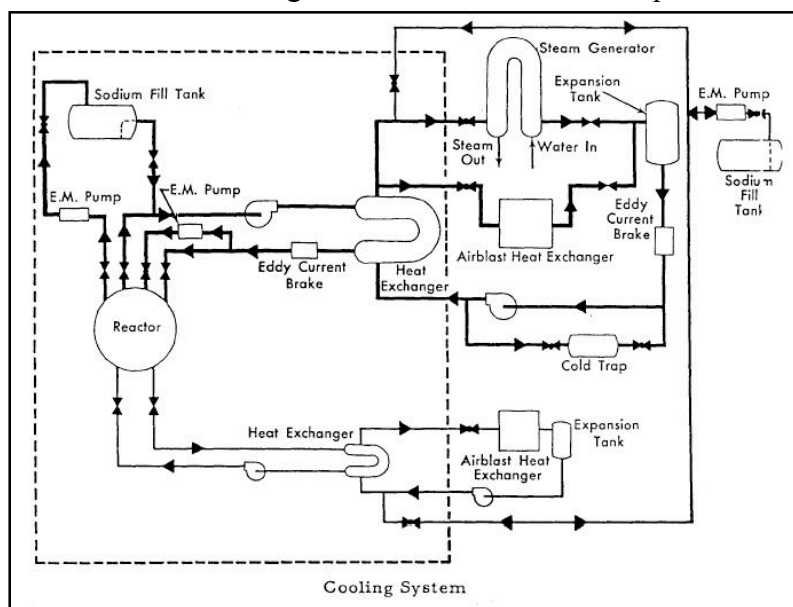 Steam Generator
Expansion
Tank
E.M. Pump
Sodium Fill Tank
Steam
Out
Water In
Sodium
Fill
Tank
E.M. Pump
E.M. Pump
Eddy
Current
Brake
Airblast Heat Exchanger
Eddy Current
Brake
Heat
Exchanger
Reactor
Cold Trap
Heat Exchanger
Expansion
Tank
Airblast Heat
Exchanger
Cooling System